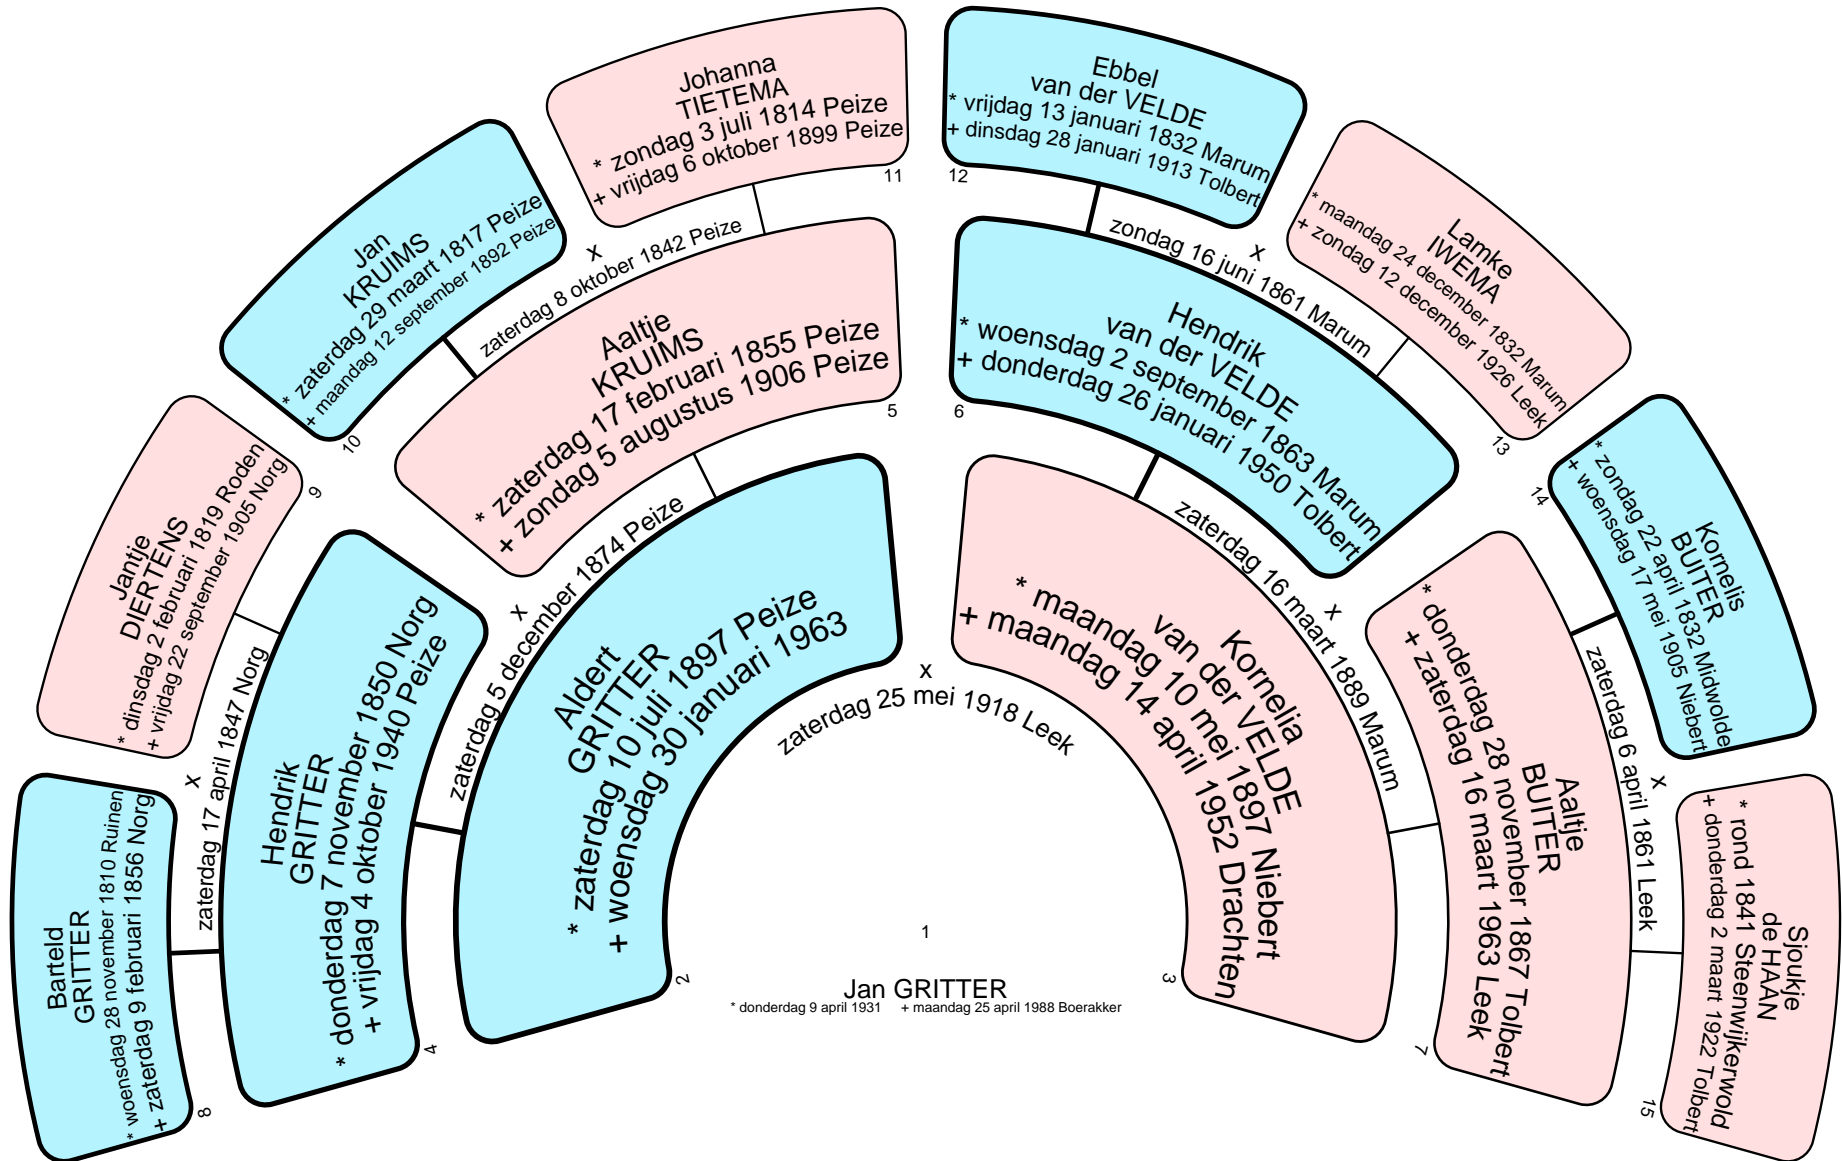 1
Jan GRITTER
* donderdag 9 april 1931 + maandag 25 april 1988 Boerakker
Aldert
GRITTER
* zaterdag 10 juli 1897 Peize
+ woensdag 30 januari 1963
2
x
zaterdag 25 mei 1918 Leek
Kornelia
van der VELDE
* maandag 10 mei 1897 Niebert
+ maandag 14 april 1952 Drachten
3
Hendrik
GRITTER
* donderdag 7 november 1850 Norg
+ vrijdag 4 oktober 1940 Peize
4
x
zaterdag 5 december 1874 Peize
Aaltje
KRUIMS
* zaterdag 17 februari 1855 Peize
+ zondag 5 augustus 1906 Peize
5
Hendrik
van der VELDE
* woensdag 2 september 1863 Marum
+ donderdag 26 januari 1950 Tolbert
6
x
zaterdag 16 maart 1889 Marum
Aaltje
BUITER
* donderdag 28 november 1867 Tolbert
+ zaterdag 16 maart 1963 Leek
7
Barteld
GRITTER
* woensdag 28 november 1810 Ruinen
+ zaterdag 9 februari 1856 Norg
8
x
zaterdag 17 april 1847 Norg
Jantje
DIERTENS
* dinsdag 2 februari 1819 Roden
+ vrijdag 22 september 1905 Norg
9
Jan
KRUIMS
* zaterdag 29 maart 1817 Peize
+ maandag 12 september 1892 Peize
10
x
zaterdag 8 oktober 1842 Peize
Johanna
TIETEMA
* zondag 3 juli 1814 Peize
+ vrijdag 6 oktober 1899 Peize
11
Ebbel
van der VELDE
* vrijdag 13 januari 1832 Marum
+ dinsdag 28 januari 1913 Tolbert
12
x
zondag 16 juni 1861 Marum
Lamke
IWEMA
* maandag 24 december 1832 Marum
+ zondag 12 december 1926 Leek
13
Kornelis
BUITER
* zondag 22 april 1832 Midwolde
+ woensdag 17 mei 1905 Niebert
14
x
zaterdag 6 april 1861 Leek
Sjoukje
de HAAN
* rond 1841 Steenwijkerwold
+ donderdag 2 maart 1922 Tolbert
15